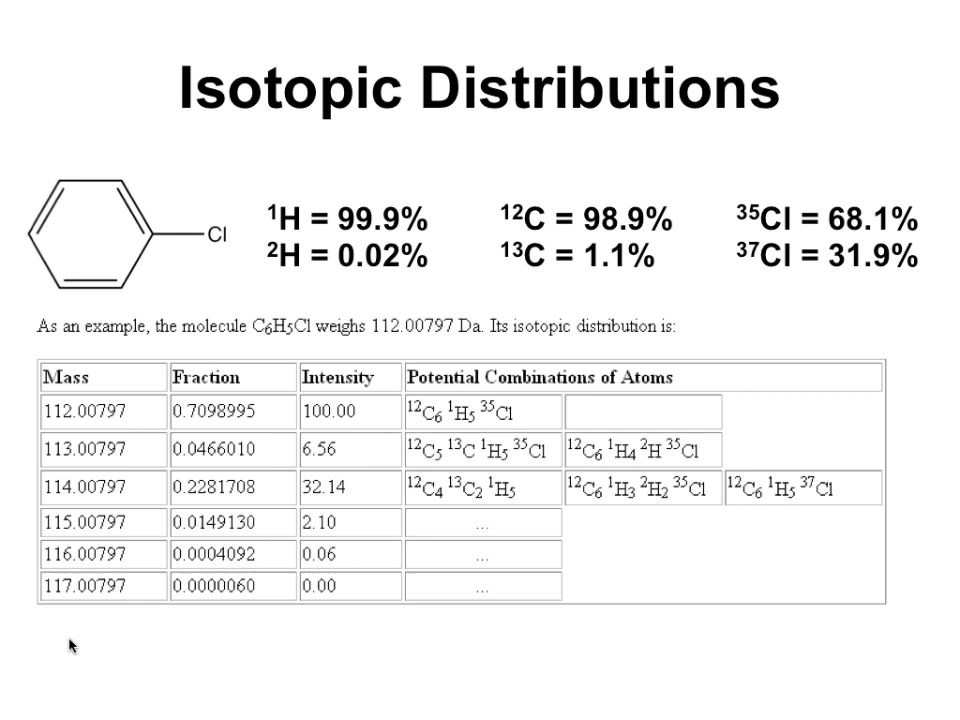 Isotopic Distributions
Cl
¹H = 99.9% ¹²C = 98.9% ³⁵Cl = 68.1%
²H = 0.02% ¹³C = 1.1% ³⁷Cl = 31.9%
As an example, the molecule C₆H₅Cl weighs 112.00797 Da. Its isotopic distribution is:
Mass Fraction Intensity Potential Combinations of Atoms
112.00797 0.7098995 100.00 ¹²C₆ ¹H₅ ³⁵Cl
113.00797 0.0466010 6.56 ¹²C₅ ¹³C ¹H₅ ³⁵Cl ¹²C₆ ¹H₄ ²H ³⁵Cl
114.00797 0.2281708 32.14 ¹²C₄ ¹³C₂ ¹H₅ ¹²C₆ ¹H₃ ²H₂ ³⁵Cl ¹²C₆ ¹H₅ ³⁷Cl
115.00797 0.0149130 2.10 ...
116.00797 0.0004092 0.06 ...
117.00797 0.0000060 0.00 ...